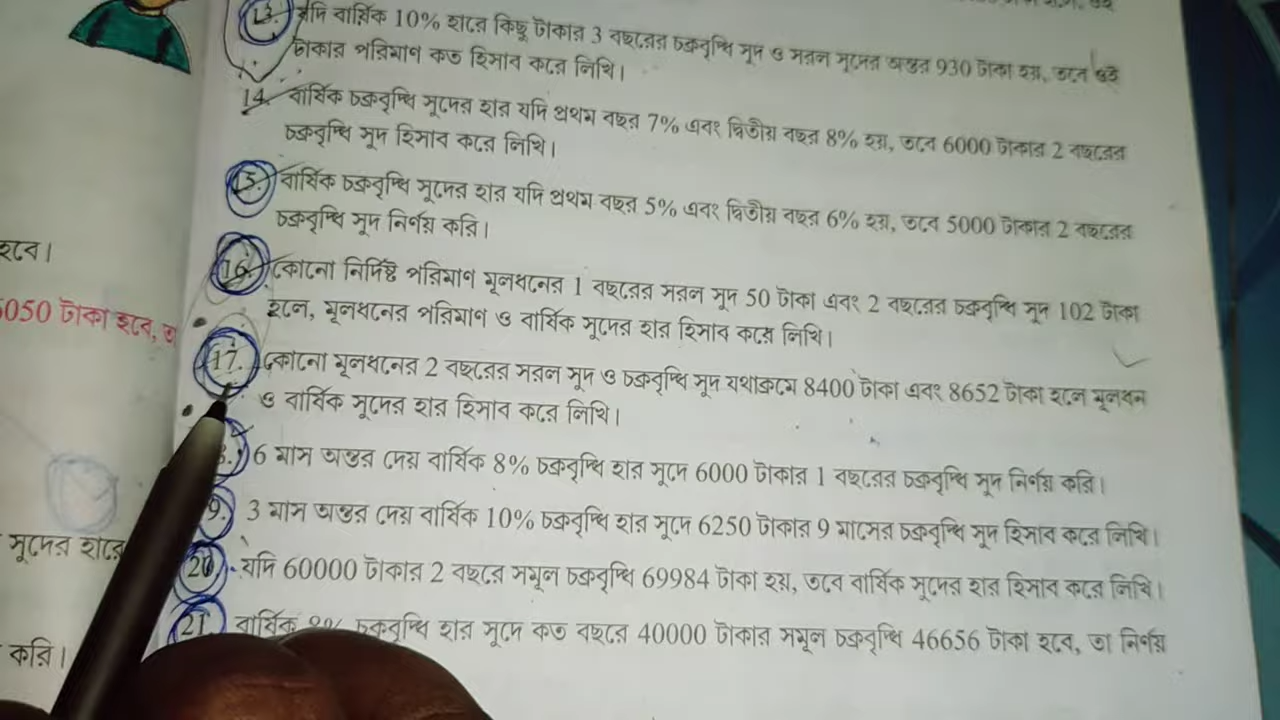 13. যদি বার্ষিক 10% হারে কিছু টাকার 3 বছরের চক্রবৃদ্ধি সুদ ও সরল সুদের অন্তর 930 টাকা হয়, তবে ওই
টাকার পরিমাণ কত হিসাব করে লিখি।
14. বার্ষিক চক্রবৃদ্ধি সুদের হার যদি প্রথম বছর 7% এবং দ্বিতীয় বছর 8% হয়, তবে 6000 টাকার 2 বছরের
চক্রবৃদ্ধি সুদ হিসাব করে লিখি।
15. বার্ষিক চক্রবৃদ্ধি সুদের হার যদি প্রথম বছর 5% এবং দ্বিতীয় বছর 6% হয়, তবে 5000 টাকার 2 বছরের
চক্রবৃদ্ধি সুদ নির্ণয় করি।
হবে।
16. কোনো নির্দিষ্ট পরিমাণ মূলধনের 1 বছরের সরল সুদ 50 টাকা এবং 2 বছরের চক্রবৃদ্ধি সুদ 102 টাকা
হলে, মূলধনের পরিমাণ ও বার্ষিক সুদের হার হিসাব করে লিখি।
5050 টাকা হবে, তা
17. কোনো মূলধনের 2 বছরের সরল সুদ ও চক্রবৃদ্ধি সুদ যথাক্রমে 8400 টাকা এবং 8652 টাকা হলে মূলধন
ও বার্ষিক সুদের হার হিসাব করে লিখি।
6 মাস অন্তর দেয় বার্ষিক 8% চক্রবৃদ্ধি হার সুদে 6000 টাকার 1 বছরের চক্রবৃদ্ধি সুদ নির্ণয় করি।
9. 3 মাস অন্তর দেয় বার্ষিক 10% চক্রবৃদ্ধি হার সুদে 6250 টাকার 9 মাসের চক্রবৃদ্ধি সুদ হিসাব করে লিখি।
সুদের হারে
20. যদি 60000 টাকার 2 বছরে সমূল চক্রবৃদ্ধি 69984 টাকা হয়, তবে বার্ষিক সুদের হার হিসাব করে লিখি।
21. বার্ষিক 8% চক্রবৃদ্ধি হার সুদে কত বছরে 40000 টাকার সমূল চক্রবৃদ্ধি 46656 টাকা হবে, তা নির্ণয়
করি।